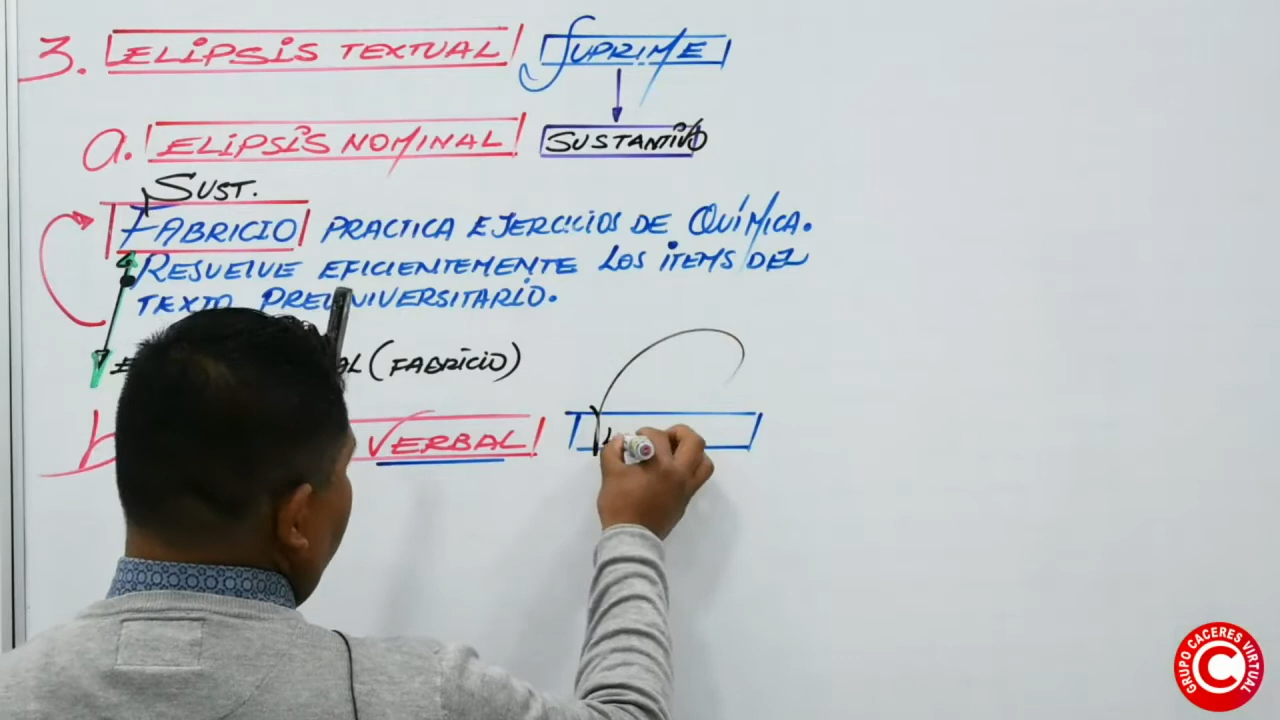 3. ELIPSIS TEXTUAL SUPRIME
a. ELIPSIS NOMINAL SUSTANTIVO
SUST.
FABRICIO PRACTICA EJERCICIOS DE QUÍMICA.
RESUELVE EFICIENTEMENTE LOS ITEMS DEL
TEXTO PREUNIVERSITARIO.
(FABRICIO)
b VERBAL
GRUPO CACERES VIRTUAL
C